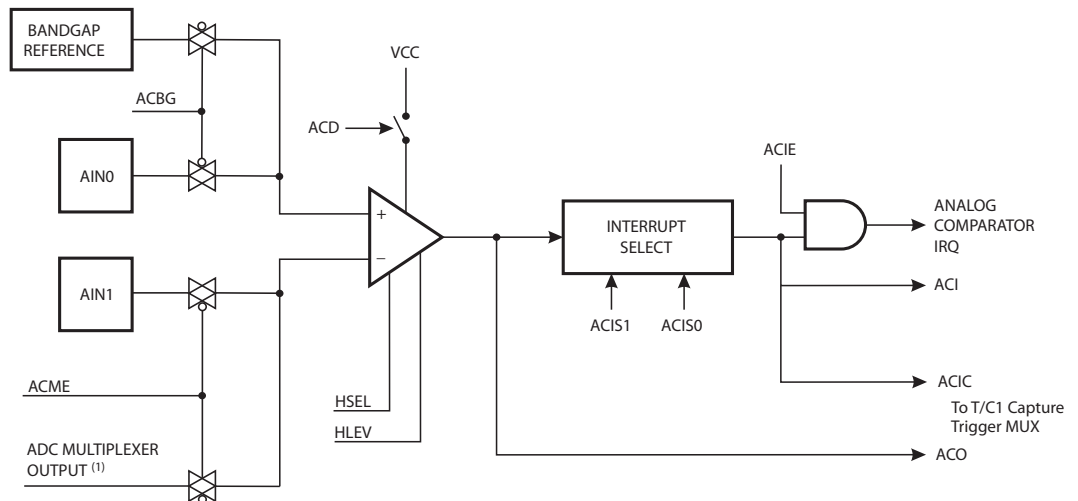 BANDGAP
REFERENCE
VCC
ACBG
ACD
AIN0
ACIE
+
−
INTERRUPT
SELECT
ANALOG
COMPARATOR
IRQ
AIN1
ACI
ACIS1
ACIS0
ACME
HSEL
HLEV
ACIC
To T/C1 Capture
Trigger MUX
ADC MULTIPLEXER
OUTPUT (1)
ACO